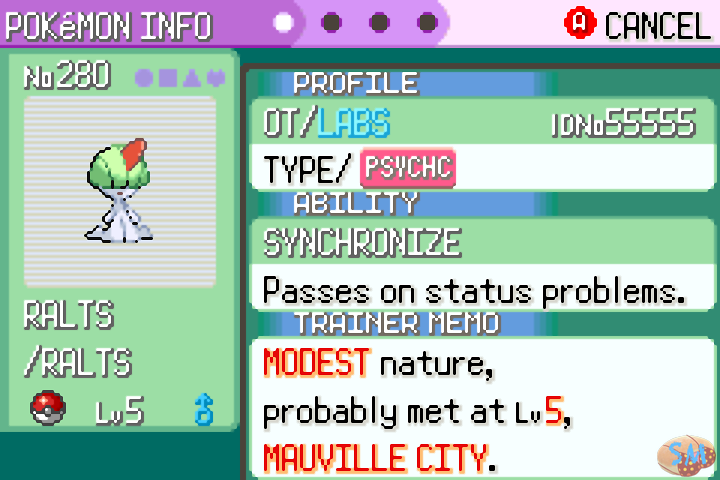 POKéMON INFO
A CANCEL
No280
PROFILE
OT/LABS IDNo55555
TYPE/ PSYCHC
ABILITY
SYNCHRONIZE
Passes on status problems.
RALTS
/RALTS
Lv5 ♂
TRAINER MEMO
MODEST nature,
probably met at Lv5,
MAUVILLE CITY.
SM